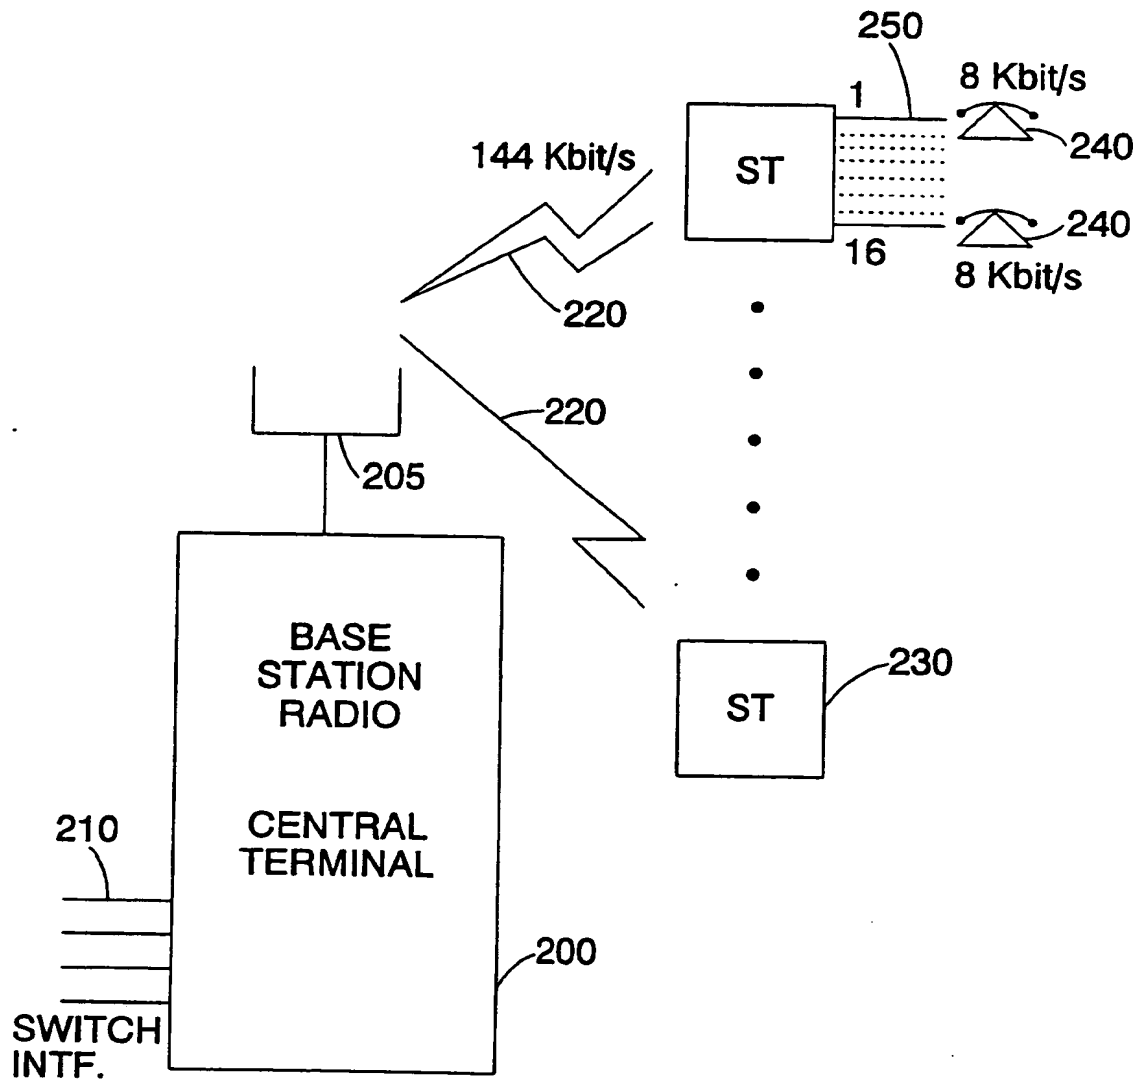 250
1
8 Kbit/s
240
144 Kbit/s
ST
240
16
8 Kbit/s
220
220
205
BASE
STATION
RADIO
230
ST
CENTRAL
TERMINAL
210
200
SWITCH
INTF.